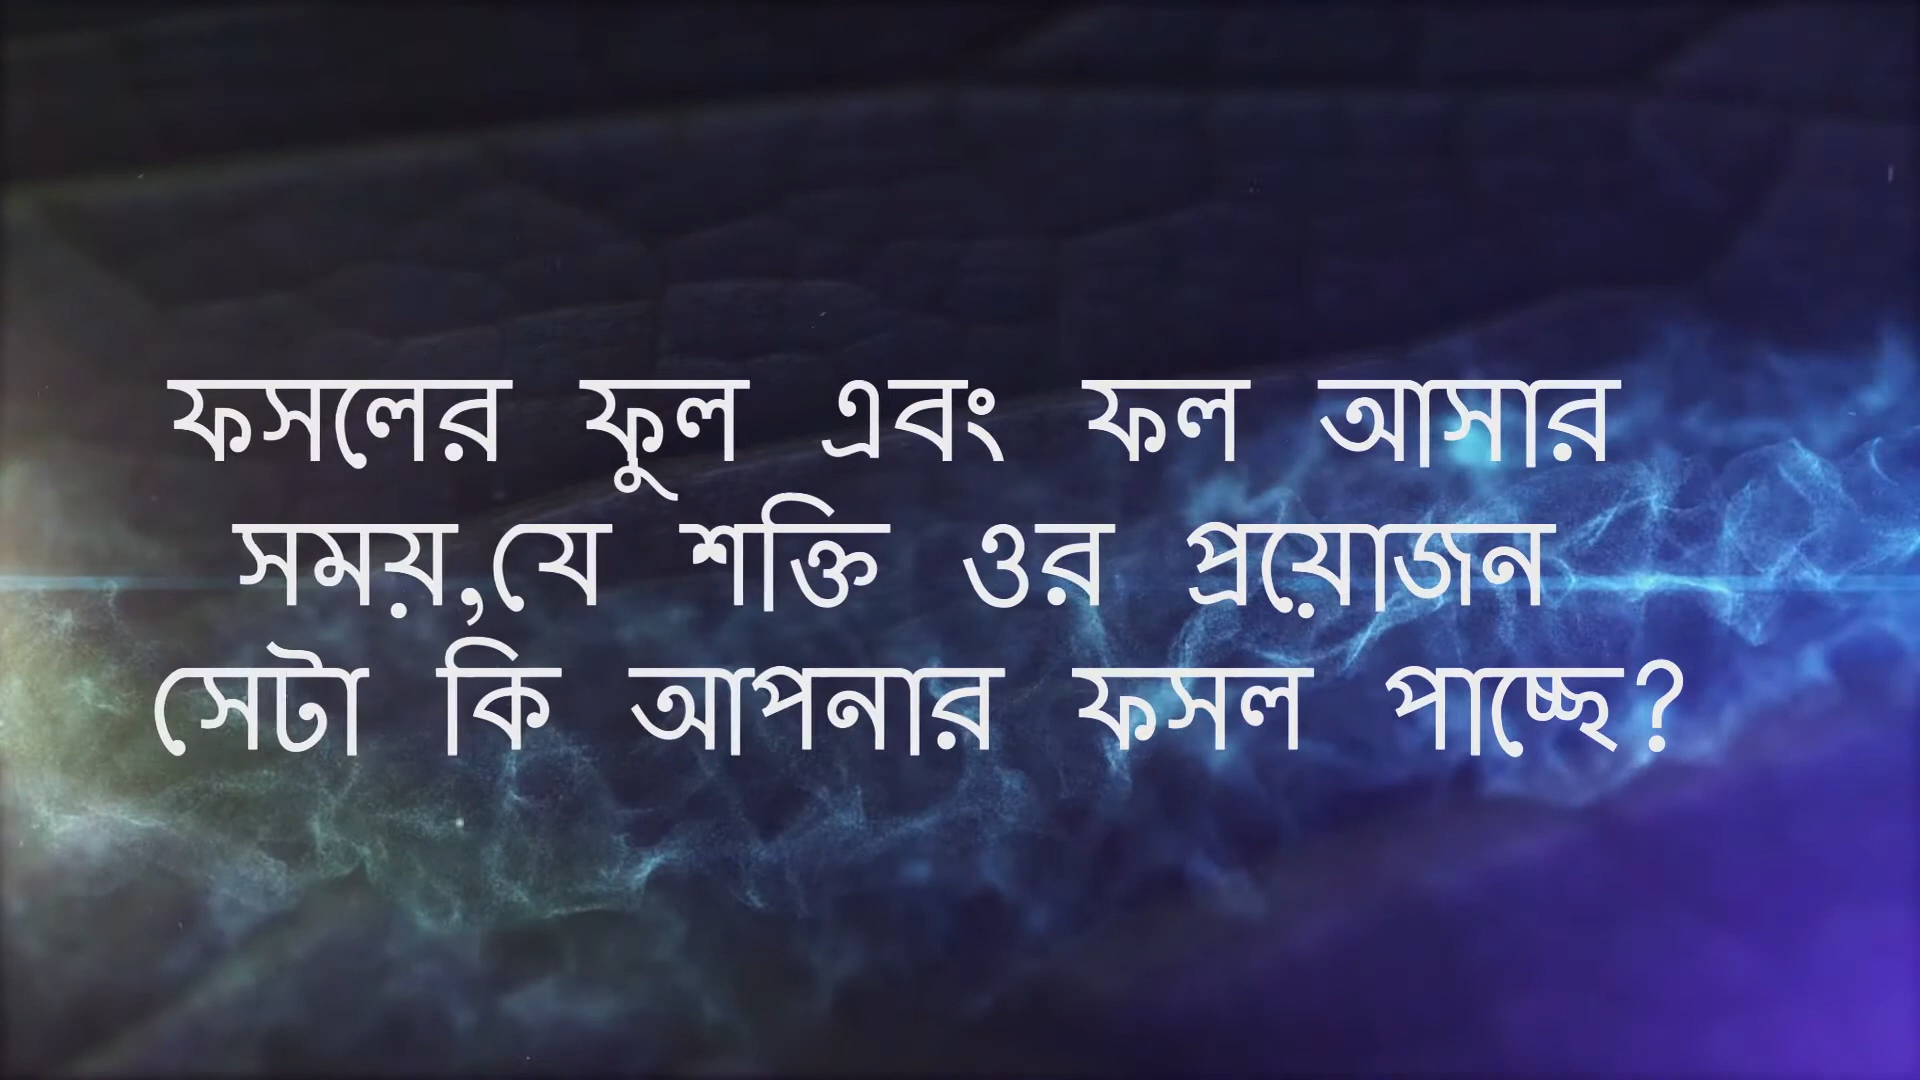 ফসলের ফুল এবং ফল আসার
সময়,যে শক্তি ওর প্রয়োজন
সেটা কি আপনার ফসল পাচ্ছে?